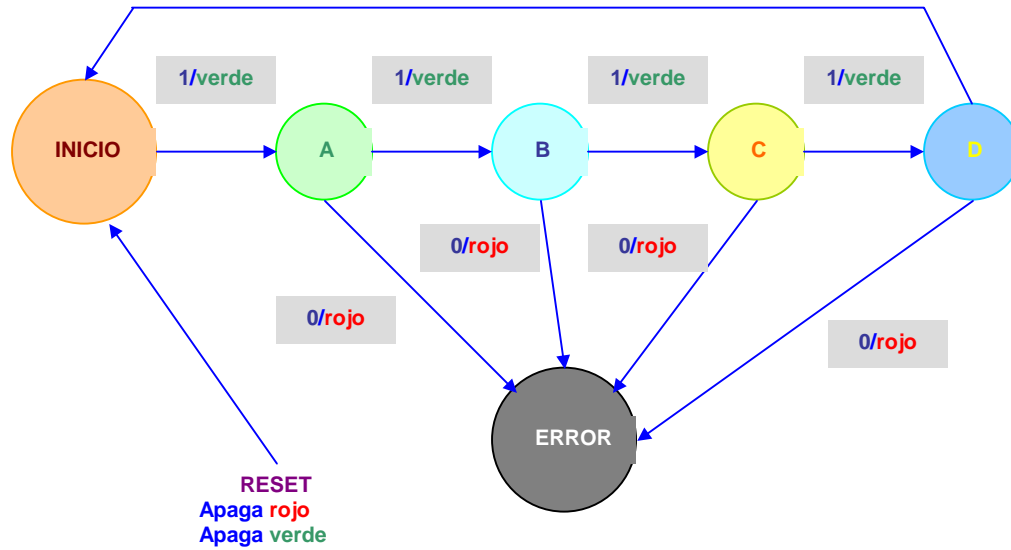 1/verde
1/verde
1/verde
1/verde
INICIO
A
B
C
D
0/rojo
0/rojo
0/rojo
0/rojo
ERROR
RESET
Apaga rojo
Apaga verde